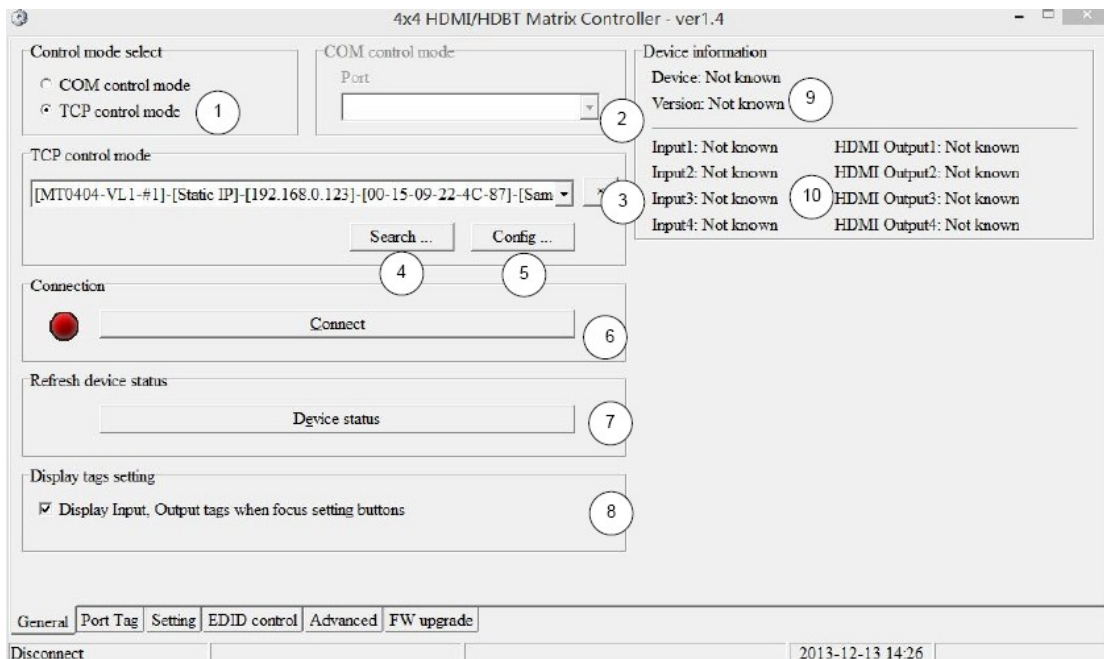 4x4 HDMI/HDBT Matrix Controller - ver1.4
Control mode select
COM control mode
TCP control mode
1
COM control mode
Port
2
TCP control mode
[MT0404-VL1-#1]-[Static IP]-[192.168.0.123]-[00-15-09-22-4C-87]-[Sam
3
Search ...
Config ...
4
5
Connection
Connect
6
Refresh device status
Device status
7
Display tags setting
Display Input, Output tags when focus setting buttons
8
Device information
Device: Not known
Version: Not known
9
Input1: Not known HDMI Output1: Not known
Input2: Not known HDMI Output2: Not known
Input3: Not known HDMI Output3: Not known
Input4: Not known HDMI Output4: Not known
10
General Port Tag Setting EDID control Advanced FW upgrade
Disconnect 2013-12-13 14:26